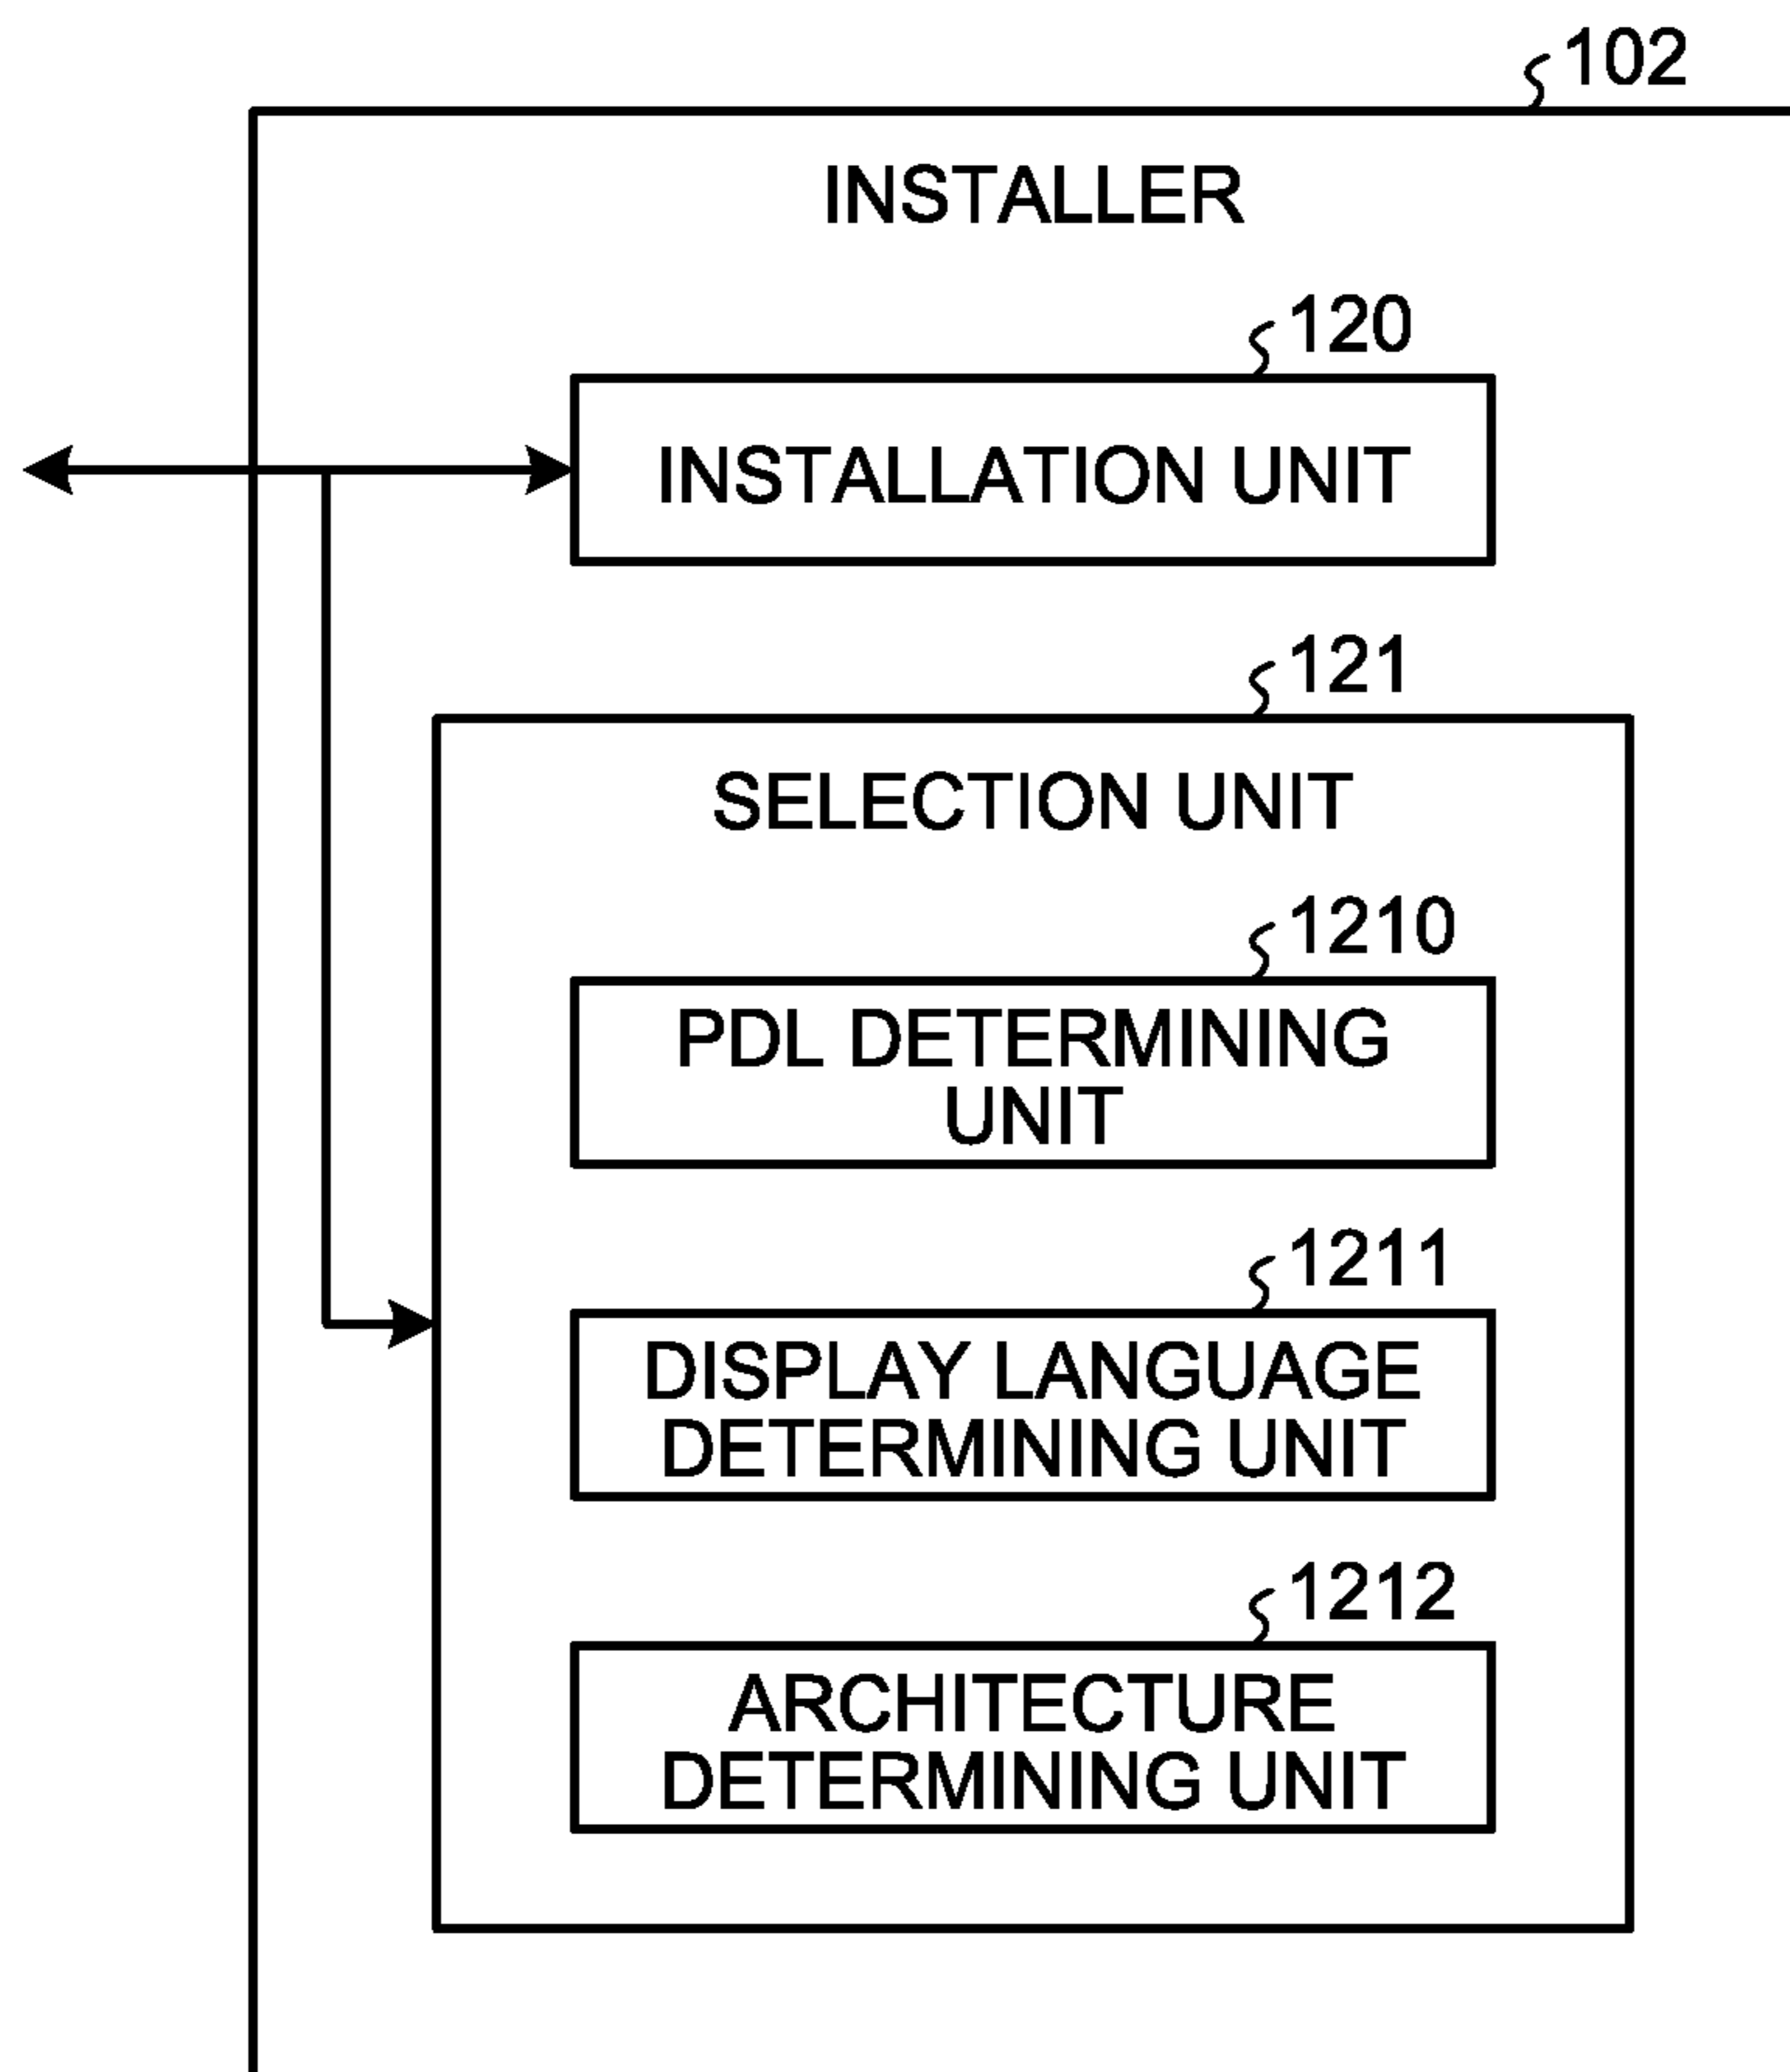 102
INSTALLER
120
INSTALLATION UNIT
121
SELECTION UNIT
1210
PDL DETERMINING
UNIT
1211
DISPLAY LANGUAGE
DETERMINING UNIT
1212
ARCHITECTURE
DETERMINING UNIT